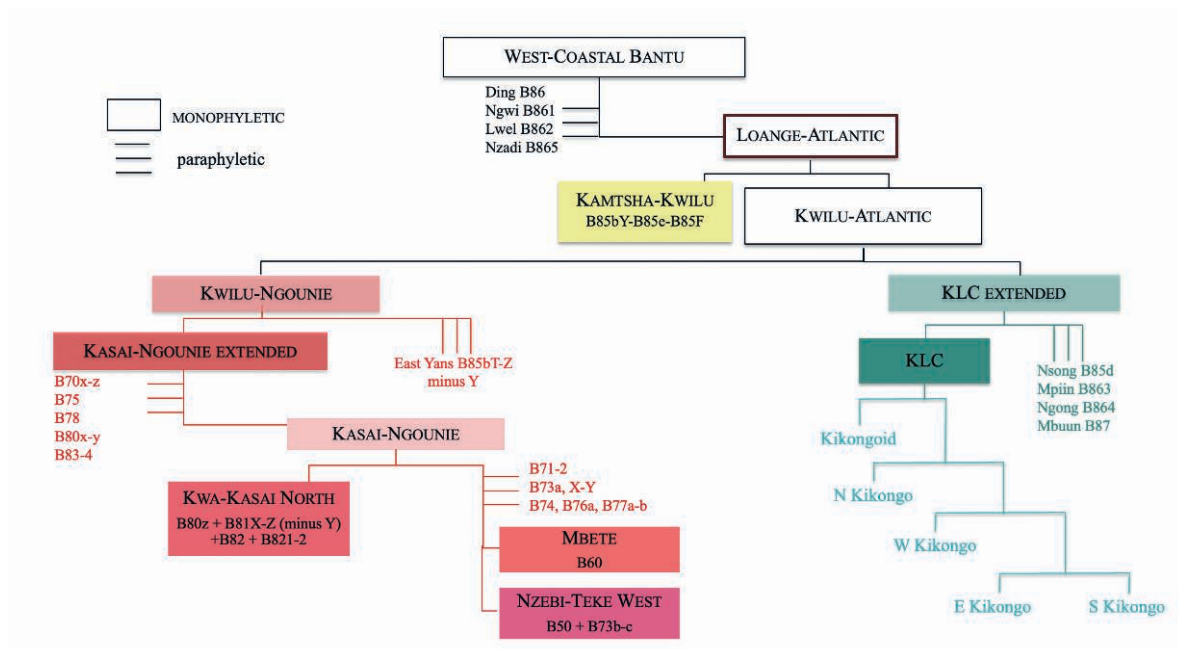 WEST-COASTAL BANTU
Ding B86
Ngwi B861
Lwel B862
Nzadi B865
MONOPHYLETIC
paraphyletic
LOANGE-ATLANTIC
KAMTSHA-KWILU
B85bY-B85e-B85F
KWILU-ATLANTIC
KWILU-NGOUNIE
KLC EXTENDED
KASAI-NGOUNIE EXTENDED
East Yans B85bT-Z
minus Y
KLC
Nsong B85d
Mpiin B863
Ngong B864
Mbuun B87
B70x-z
B75
B78
B80x-y
B83-4
KASAI-NGOUNIE
Kikongoid
N Kikongo
W Kikongo
E Kikongo
S Kikongo
KWA-KASAI NORTH
B80z + B81X-Z (minus Y)
+B82 + B821-2
B71-2
B73a, X-Y
B74, B76a, B77a-b
MBETE
B60
NZEBI-TEKE WEST
B50 + B73b-c